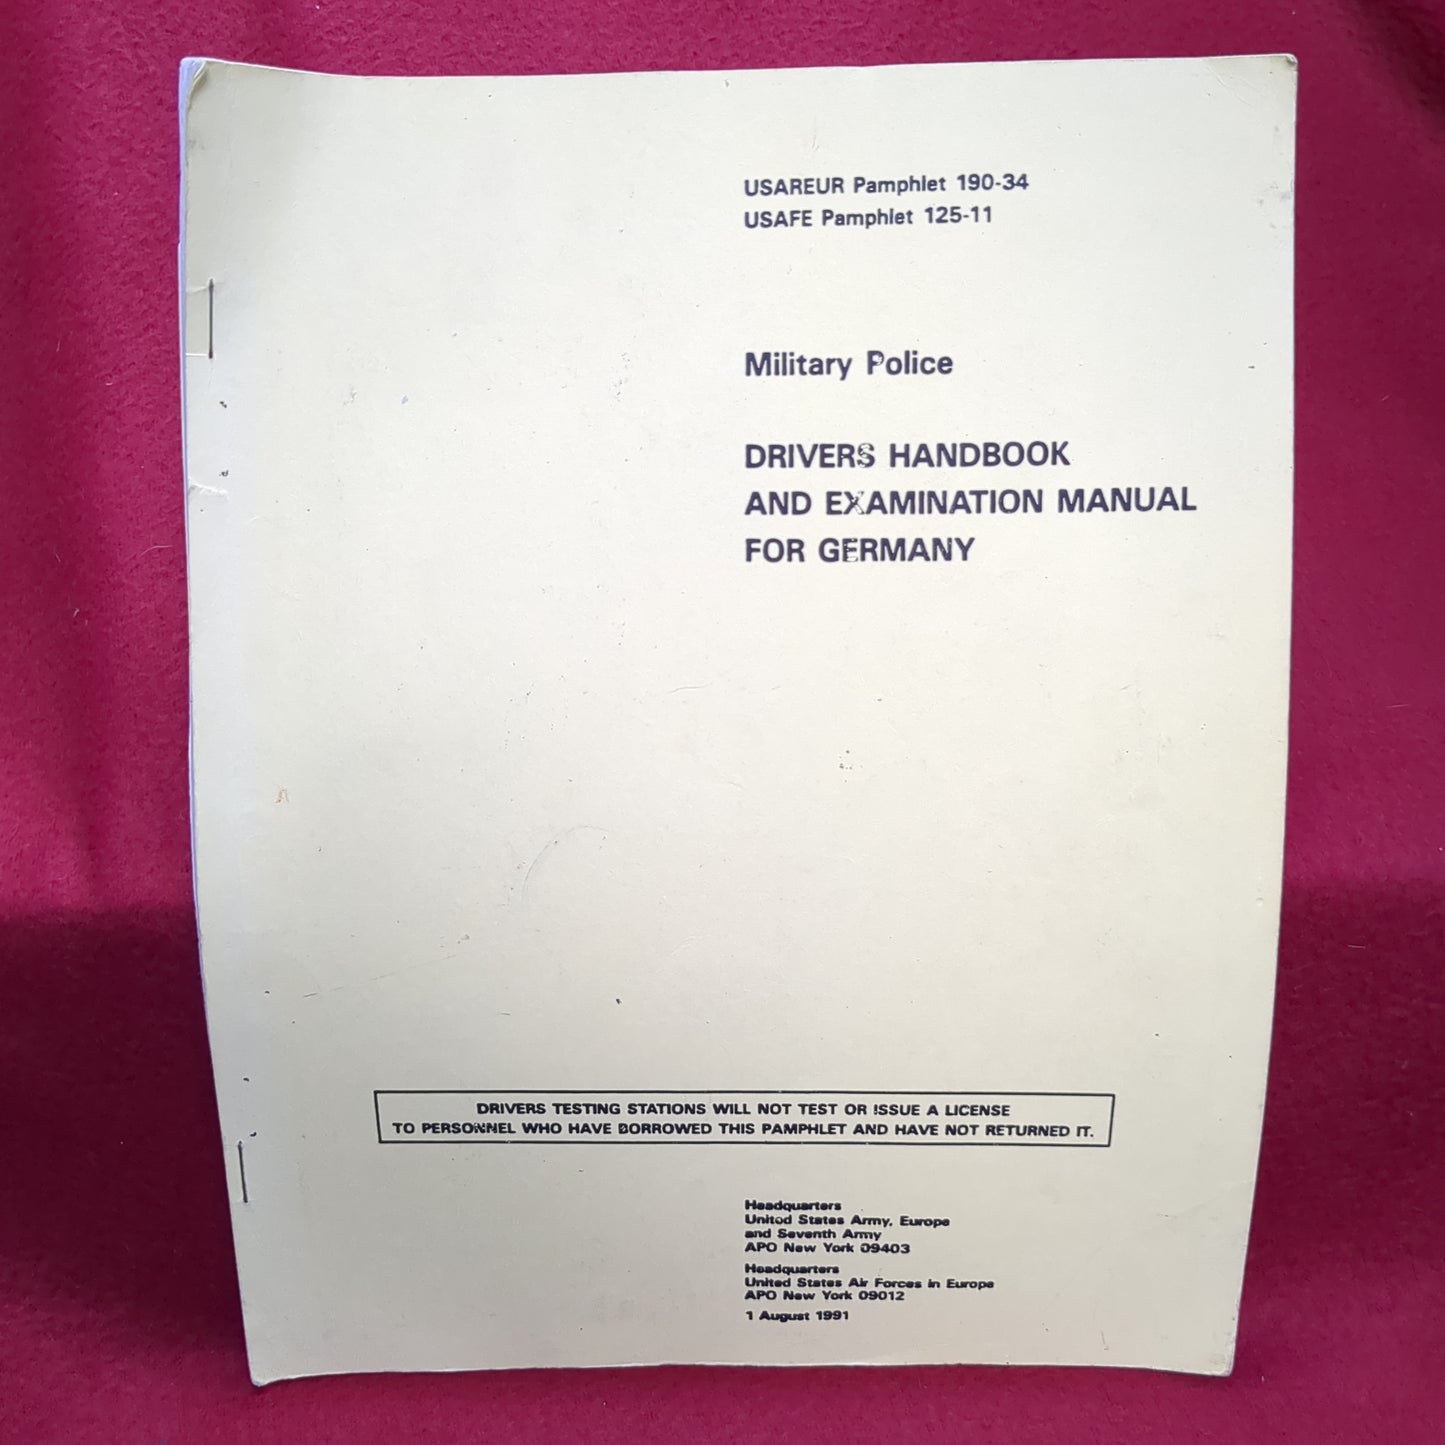 USAREUR Pamphlet 190-34
USAFE Pamphlet 125-11
Military Police
DRIVERS HANDBOOK
AND EXAMINATION MANUAL
FOR GERMANY
DRIVERS TESTING STATIONS WILL NOT TEST OR ISSUE A LICENSE
TO PERSONNEL WHO HAVE BORROWED THIS PAMPHLET AND HAVE NOT RETURNED IT.
Headquarters
United States Army, Europe
and Seventh Army
APO New York 09403
Headquarters
United States Air Forces in Europe
APO New York 09012
1 August 1991